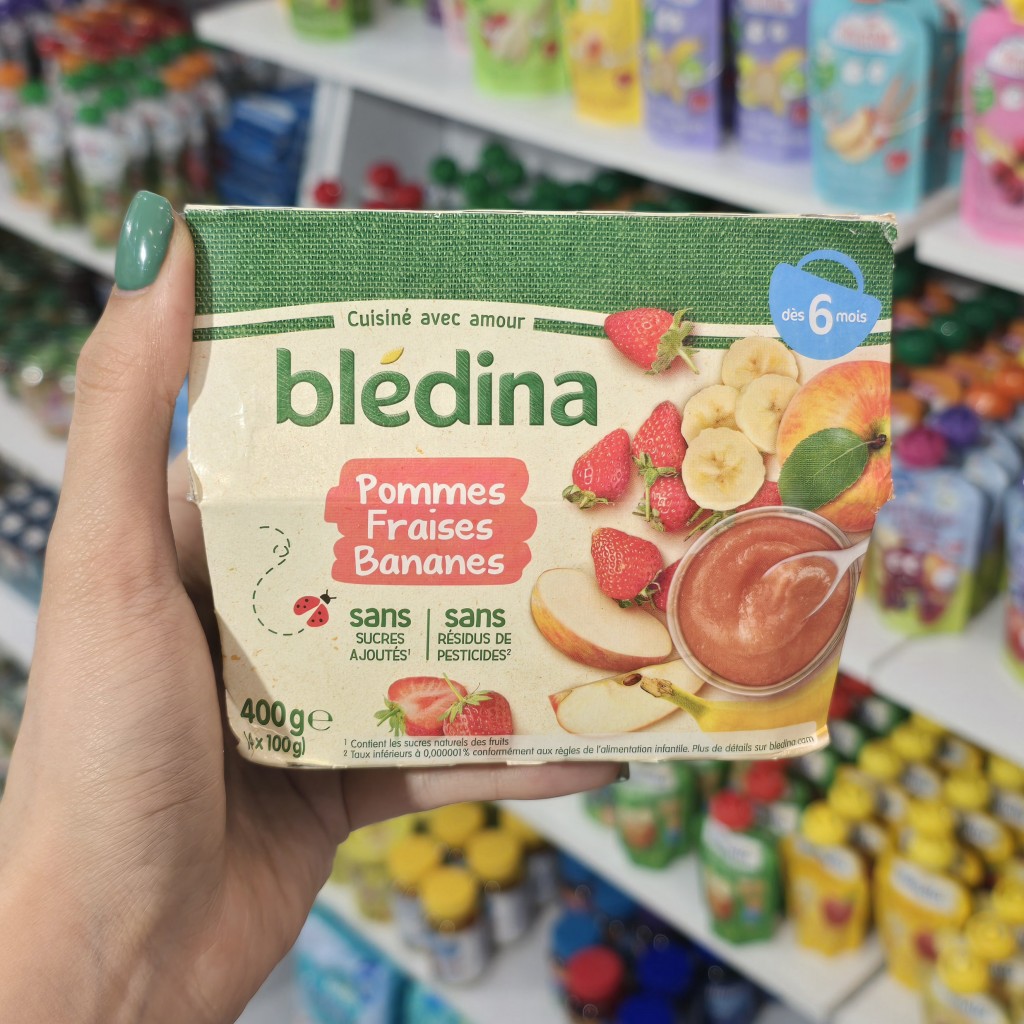 Cuisiné avec amour
dès 6 mois
blédina
Pommes
Fraises
Bananes
sans
SUCRES
AJOUTÉS¹
sans
RÉSIDUS DE
PESTICIDES²
400g℮
(4x100g)
¹ Contient les sucres naturels des fruits
² Taux inférieurs à 0,000001% conformément aux règles de l'alimentation infantile. Plus de détails sur bledina.com